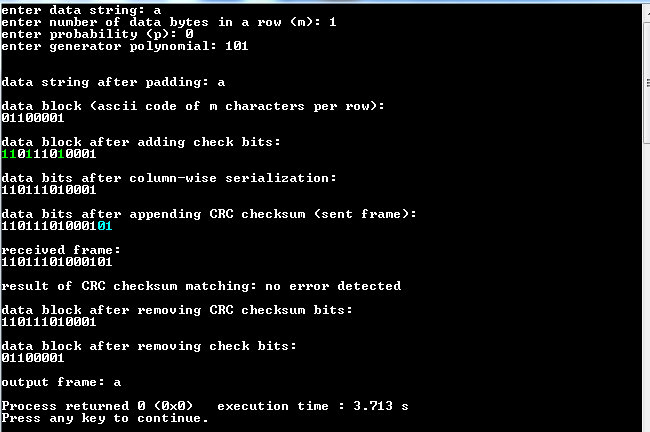 enter data string: a
enter number of data bytes in a row (m): 1
enter probability (p): 0
enter generator polynomial: 101
data string after padding: a
data block (ascii code of m characters per row):
01100001
data block after adding check bits:
110111010001
data bits after column-wise serialization:
110111010001
data bits after appending CRC checksum (sent frame):
11011101000101
received frame:
11011101000101
result of CRC checksum matching: no error detected
data block after removing CRC checksum bits:
110111010001
data block after removing check bits:
01100001
output frame: a
Process returned 0 (0x0)   execution time : 3.713 s
Press any key to continue.